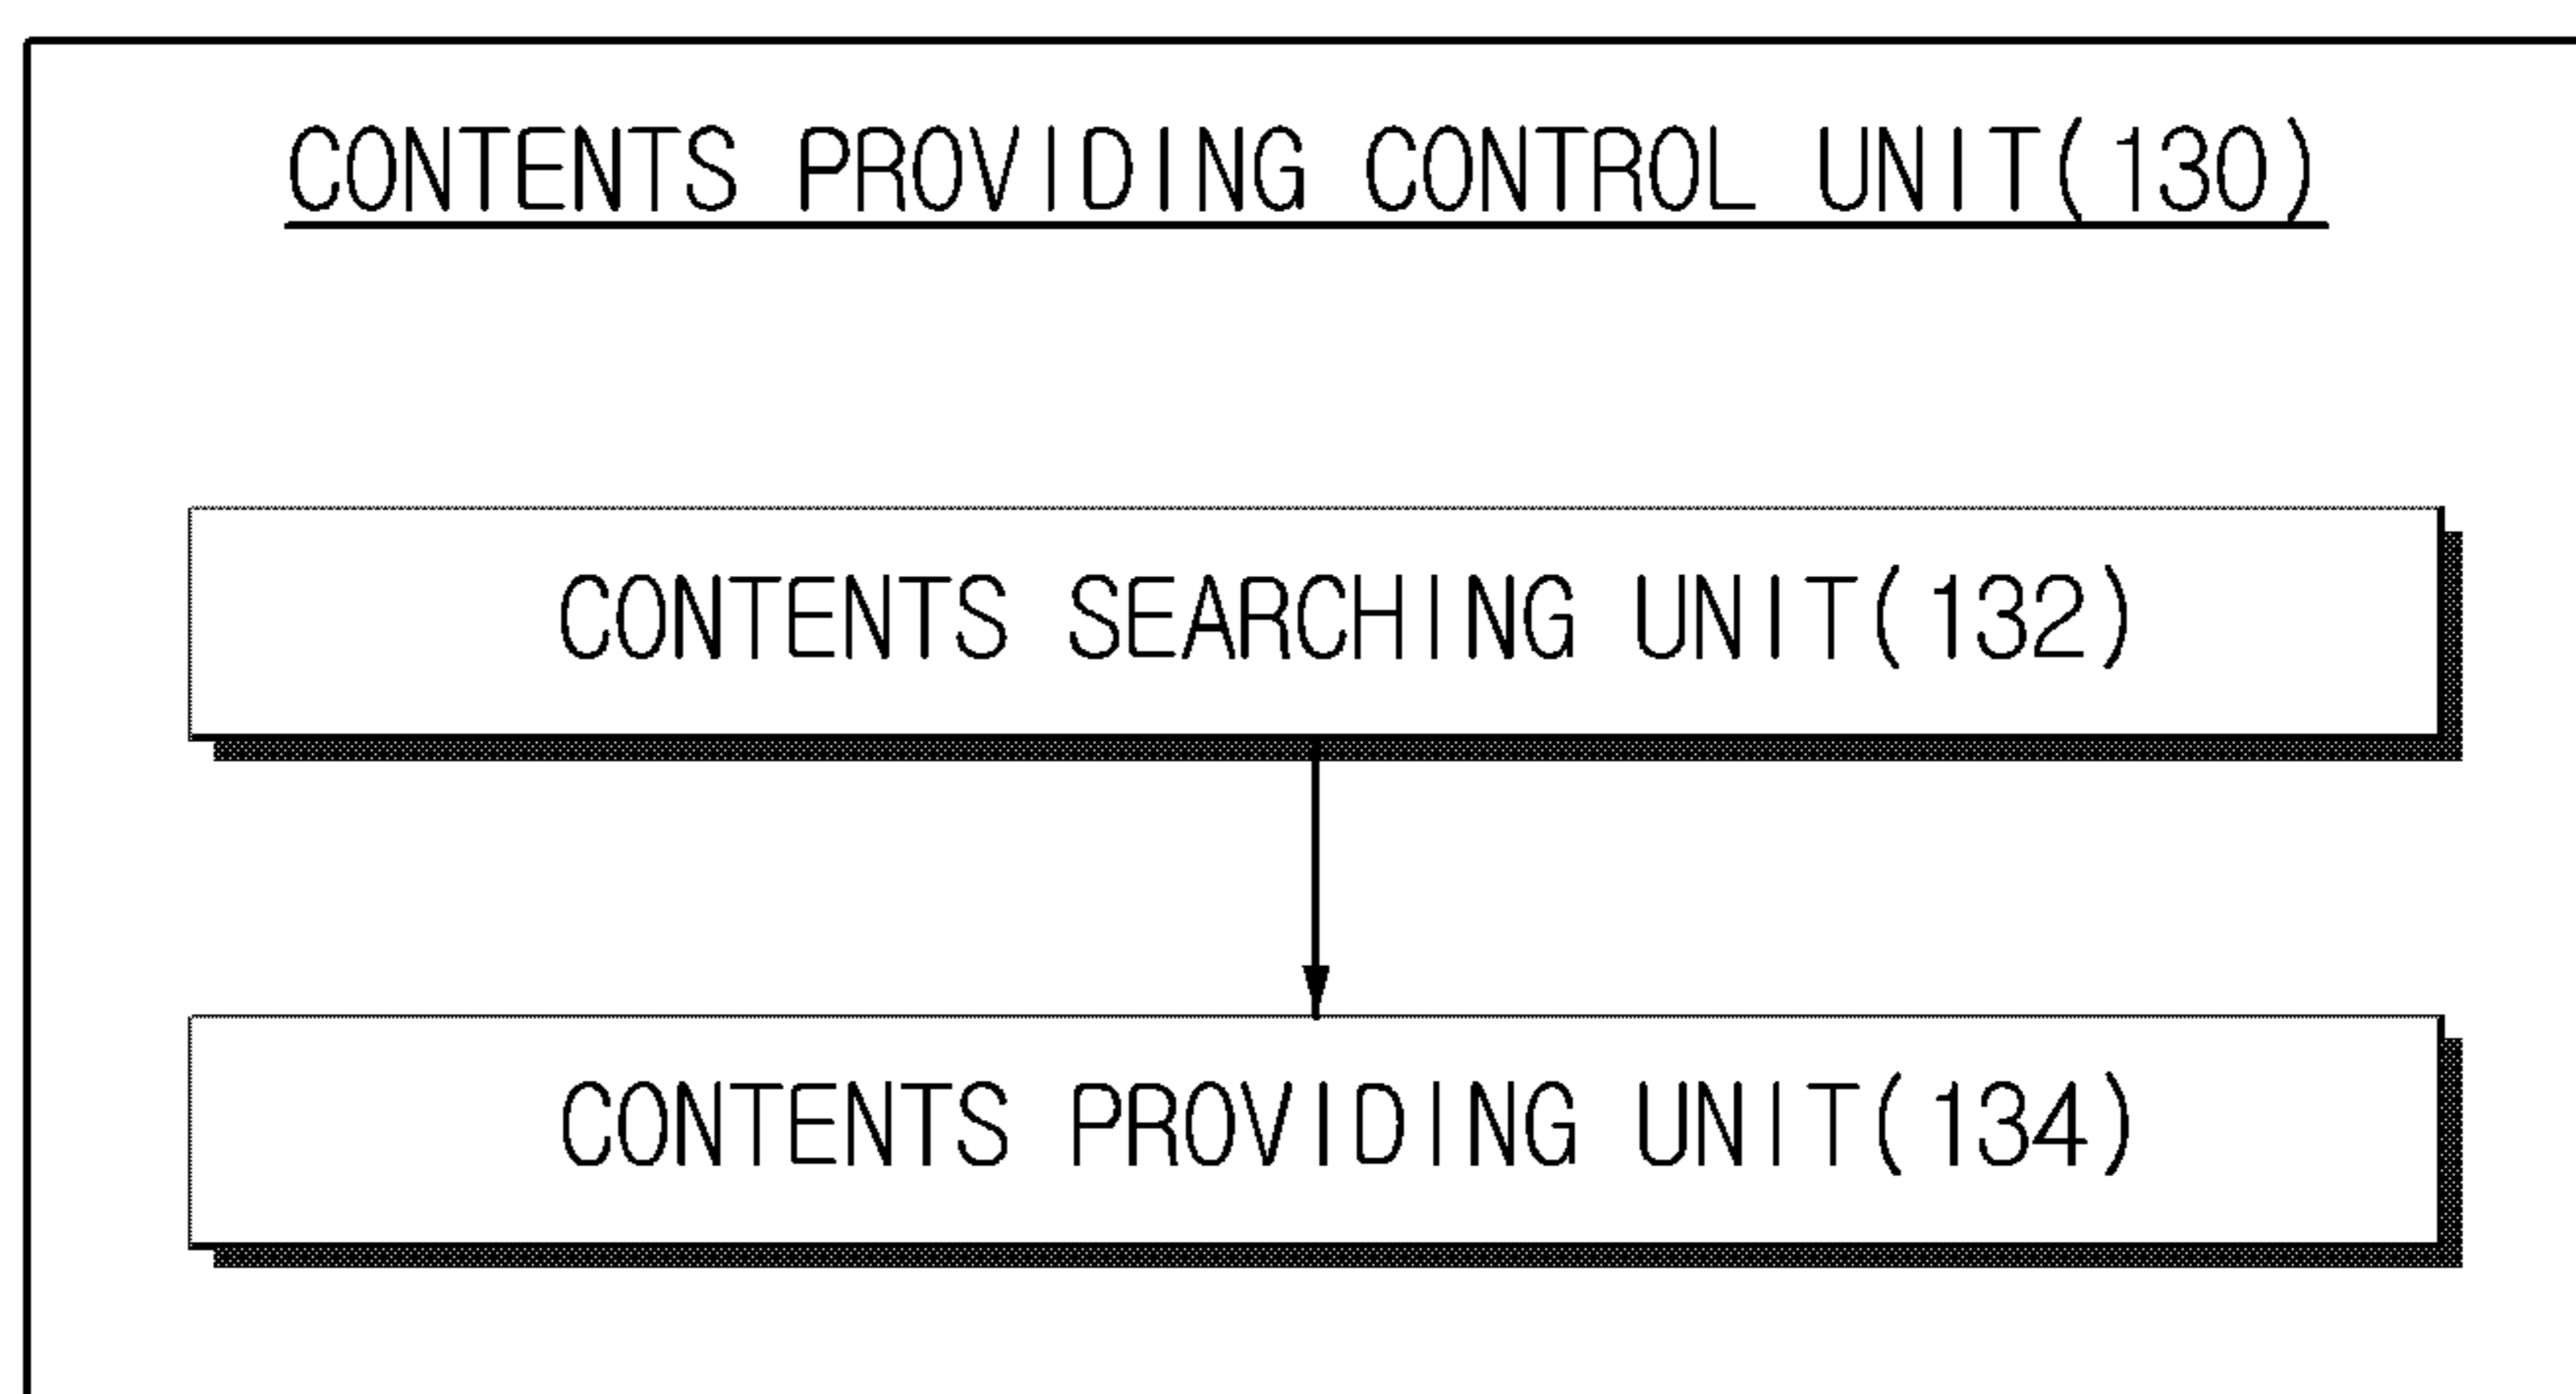 CONTENTS PROVIDING CONTROL UNIT(130)
CONTENTS SEARCHING UNIT(132)
CONTENTS PROVIDING UNIT(134)